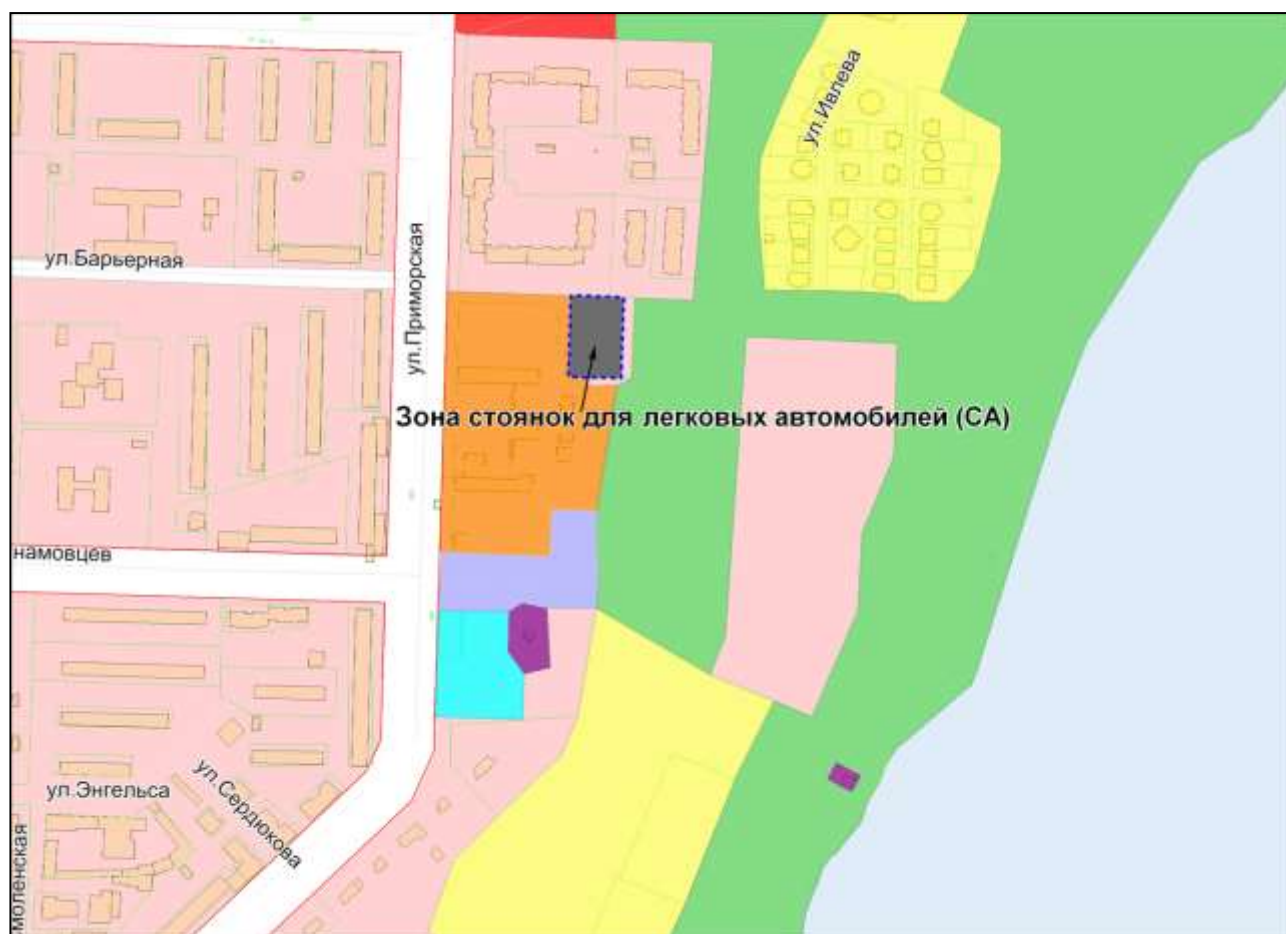 ул.Ивлева
ул.Барьерная
ул.Приморская
Зона стоянок для легковых автомобилей (СА)
намовцев
ул.Энгельса
ул.Сердюкова
моленская